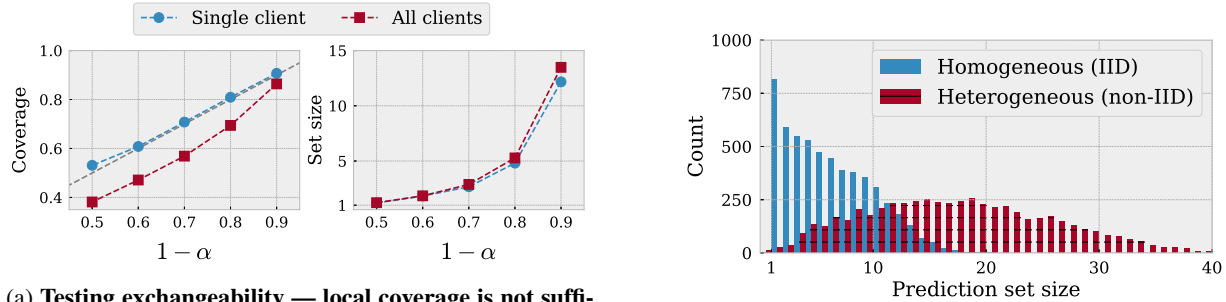 Single client
All clients
1.0
0.8
0.6
0.4
Coverage
0.5 0.6 0.7 0.8 0.9
1 − α
15
10
5
1
Set size
0.5 0.6 0.7 0.8 0.9
1 − α
(a) Testing exchangeability — local coverage is not suffi-
1000
750
500
250
0
Count
Homogeneous (IID)
Heterogeneous (non-IID)
1 10 20 30 40
Prediction set size